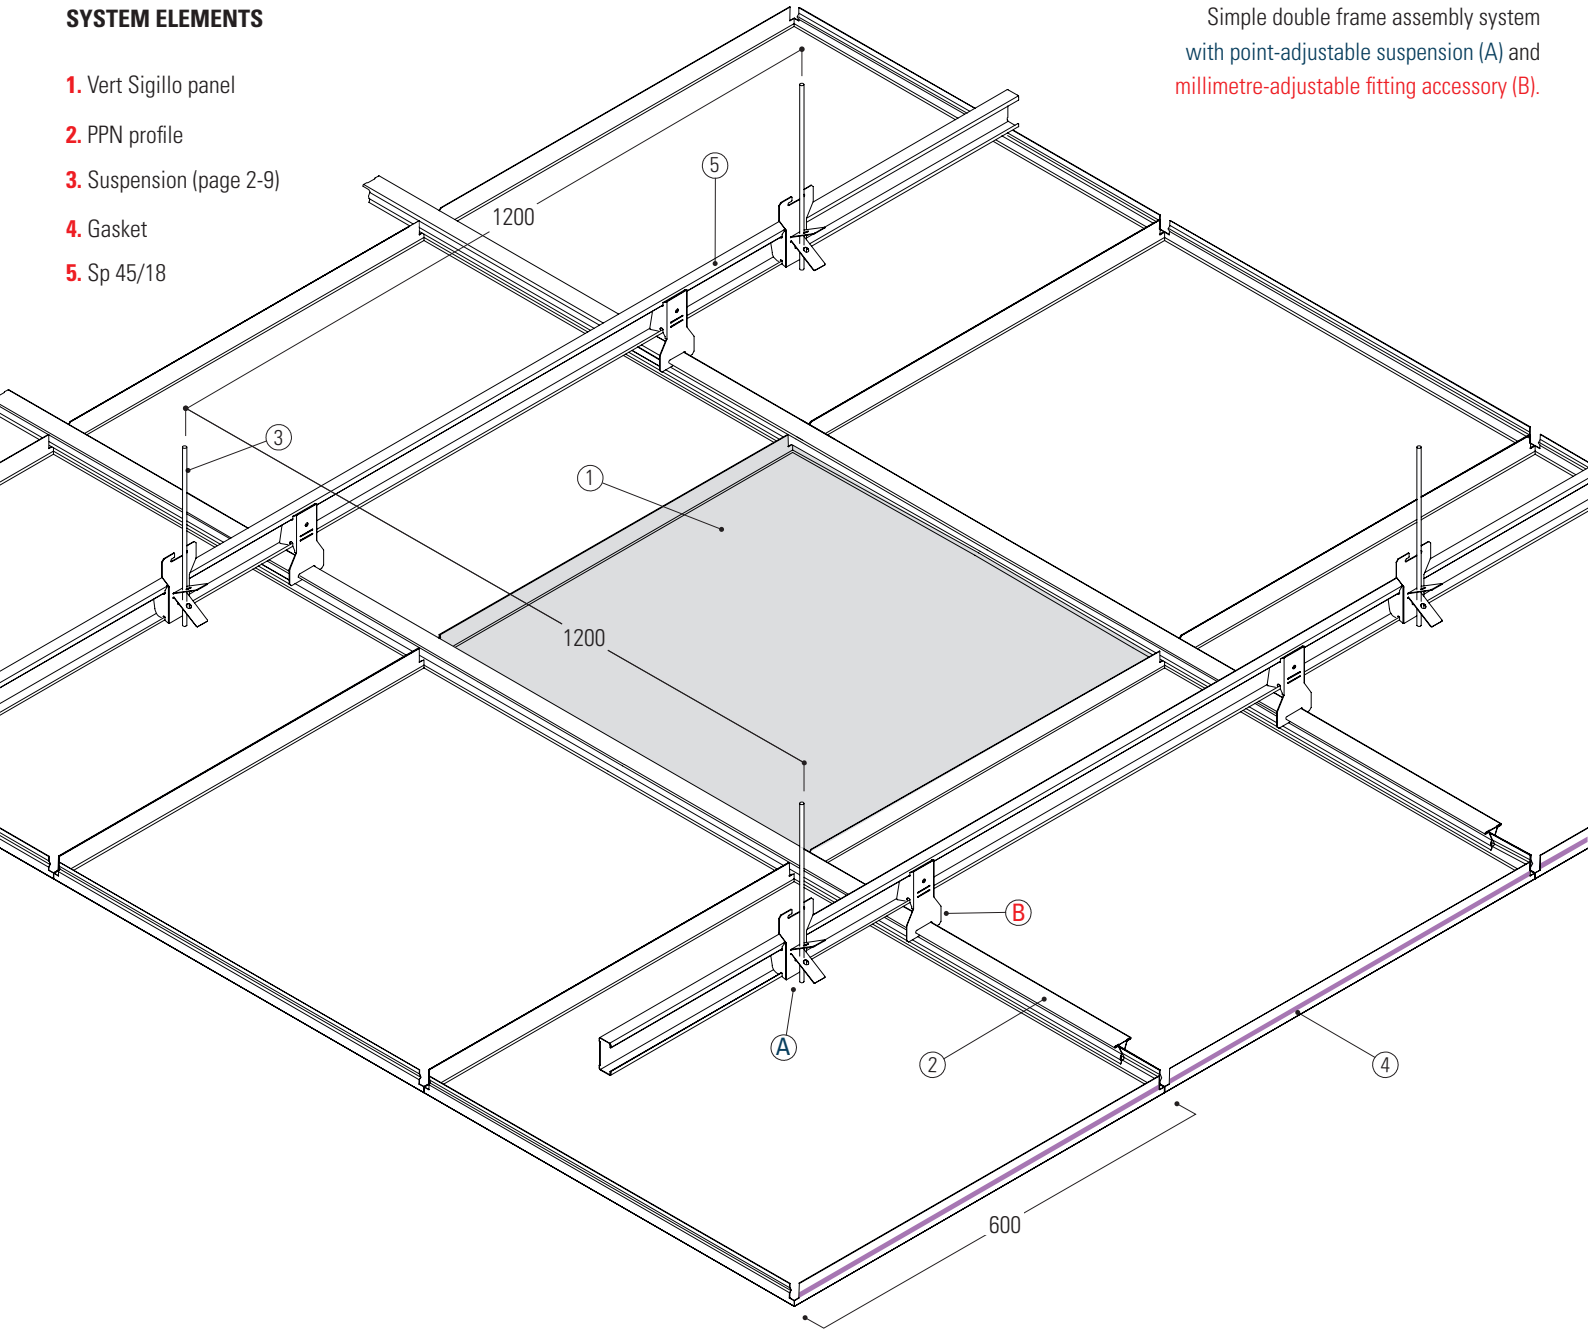 SYSTEM ELEMENTS
1. Vert Sigillo panel
2. PPN profile
3. Suspension (page 2-9)
4. Gasket
5. Sp 45/18
Simple double frame assembly system
with point-adjustable suspension (A) and
millimetre-adjustable fitting accessory (B).
5
1200
3
1
1200
B
A
2
4
600